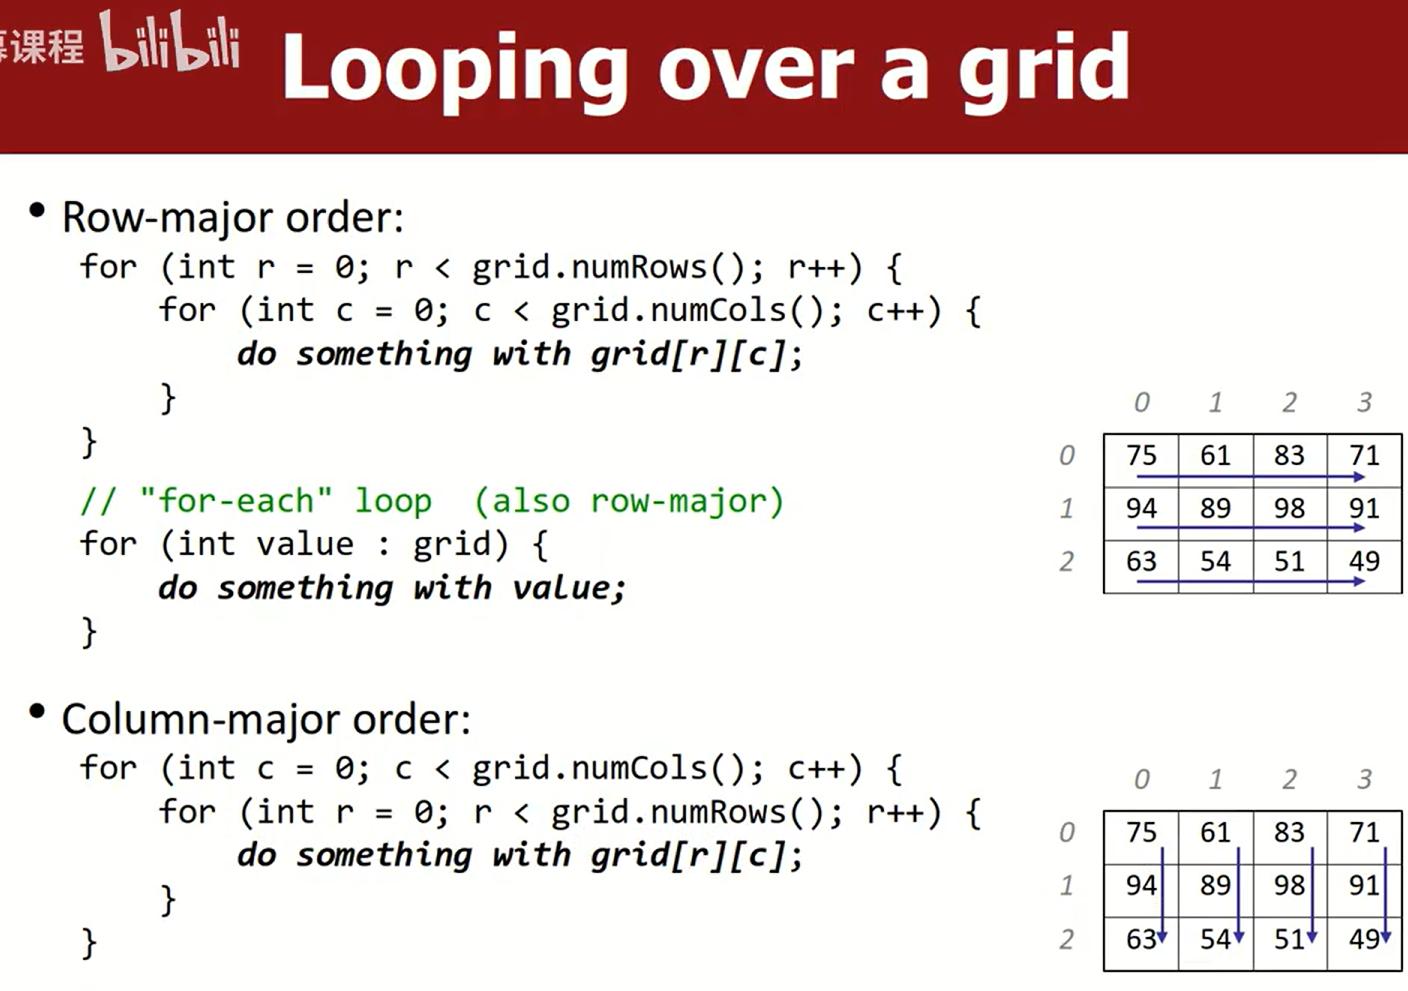 课程 bilibili
Looping over a grid
• Row-major order:
for (int r = 0; r < grid.numRows(); r++) {
for (int c = 0; c < grid.numCols(); c++) {
do something with grid[r][c];
}
}
// "for-each" loop (also row-major)
for (int value : grid) {
do something with value;
}
0 1 2 3
0 75 61 83 71
1 94 89 98 91
2 63 54 51 49
• Column-major order:
for (int c = 0; c < grid.numCols(); c++) {
for (int r = 0; r < grid.numRows(); r++) {
do something with grid[r][c];
}
}
0 1 2 3
0 75 61 83 71
1 94 89 98 91
2 63 54 51 49